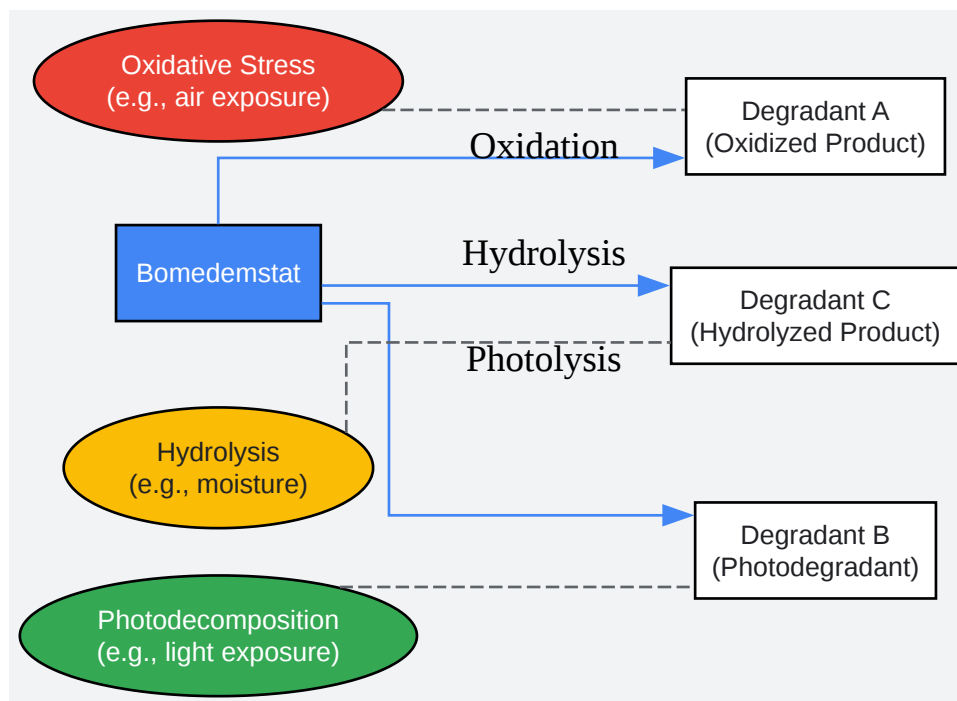 Oxidative Stress
(e.g., air exposure)
Degradant A
(Oxidized Product)
Oxidation
Bomedemstat
Hydrolysis
Degradant C
(Hydrolyzed Product)
Photolysis
Hydrolysis
(e.g., moisture)
Degradant B
(Photodegradant)
Photodecomposition
(e.g., light exposure)